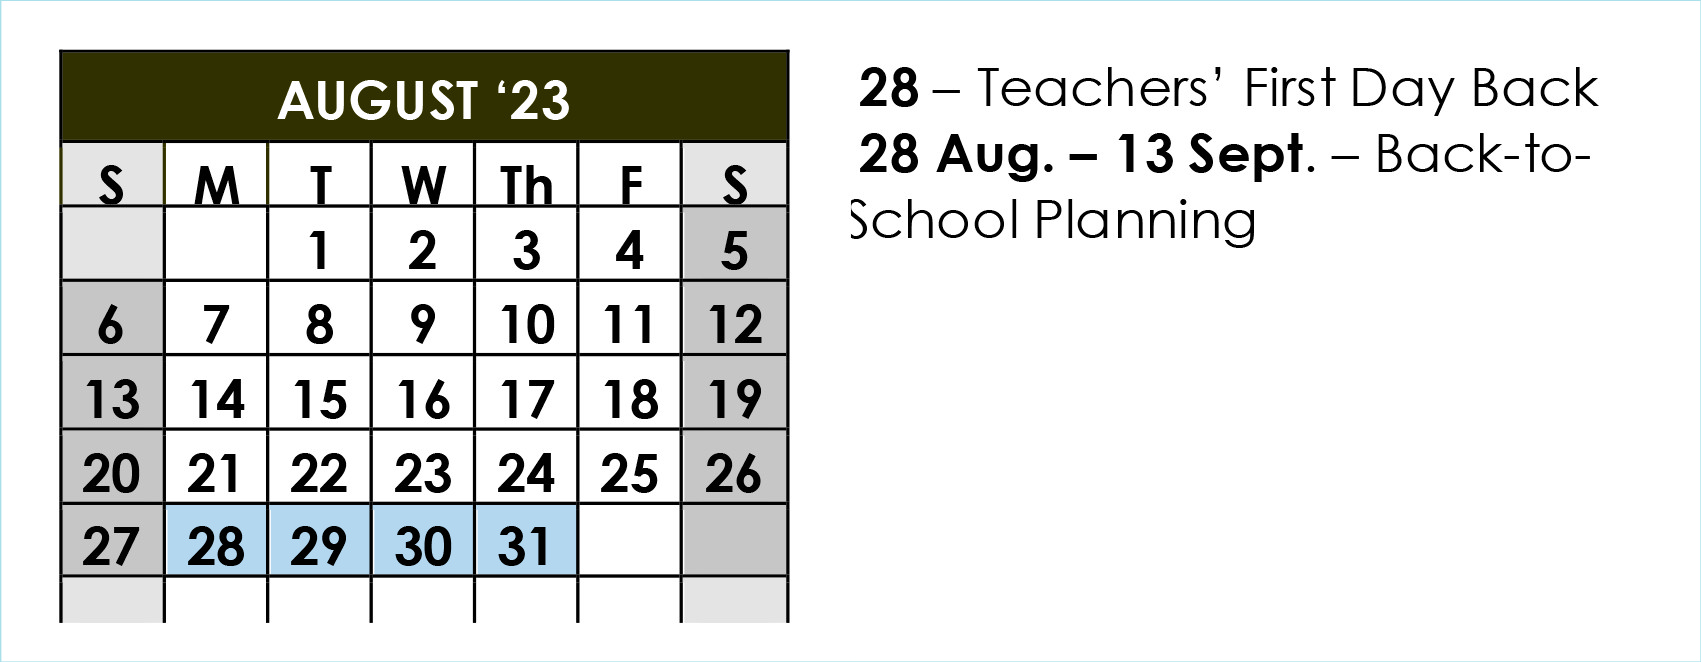 AUGUST ‘23
S M T W Th F S
1 2 3 4 5
6 7 8 9 10 11 12
13 14 15 16 17 18 19
20 21 22 23 24 25 26
27 28 29 30 31
28 – Teachers’ First Day Back
28 Aug. – 13 Sept. – Back-to-
School Planning